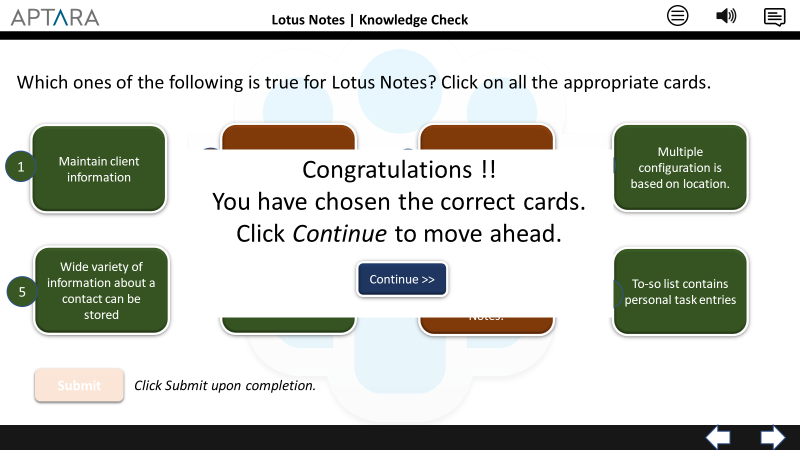 APTARA
Lotus Notes | Knowledge Check
Which ones of the following is true for Lotus Notes? Click on all the appropriate cards.
1
Maintain client
information
Multiple
configuration is
based on location.
Congratulations !!
You have chosen the correct cards.
Click Continue to move ahead.
Continue >>
5
Wide variety of
information about a
contact can be
stored
To-so list contains
personal task entries
Notes.
Submit
Click Submit upon completion.